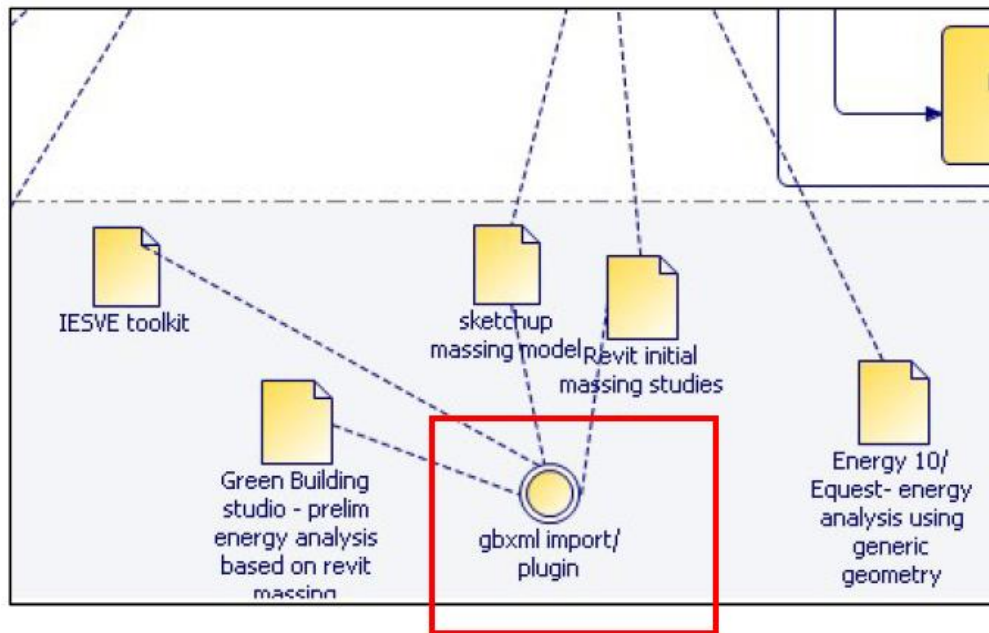 IESVE toolkit
sketchup
massing model
Revit initial
massing studies
Green Building
studio - prelim
energy analysis
based on revit
massing
gbxml import/
plugin
Energy 10/
Equest- energy
analysis using
generic
geometry